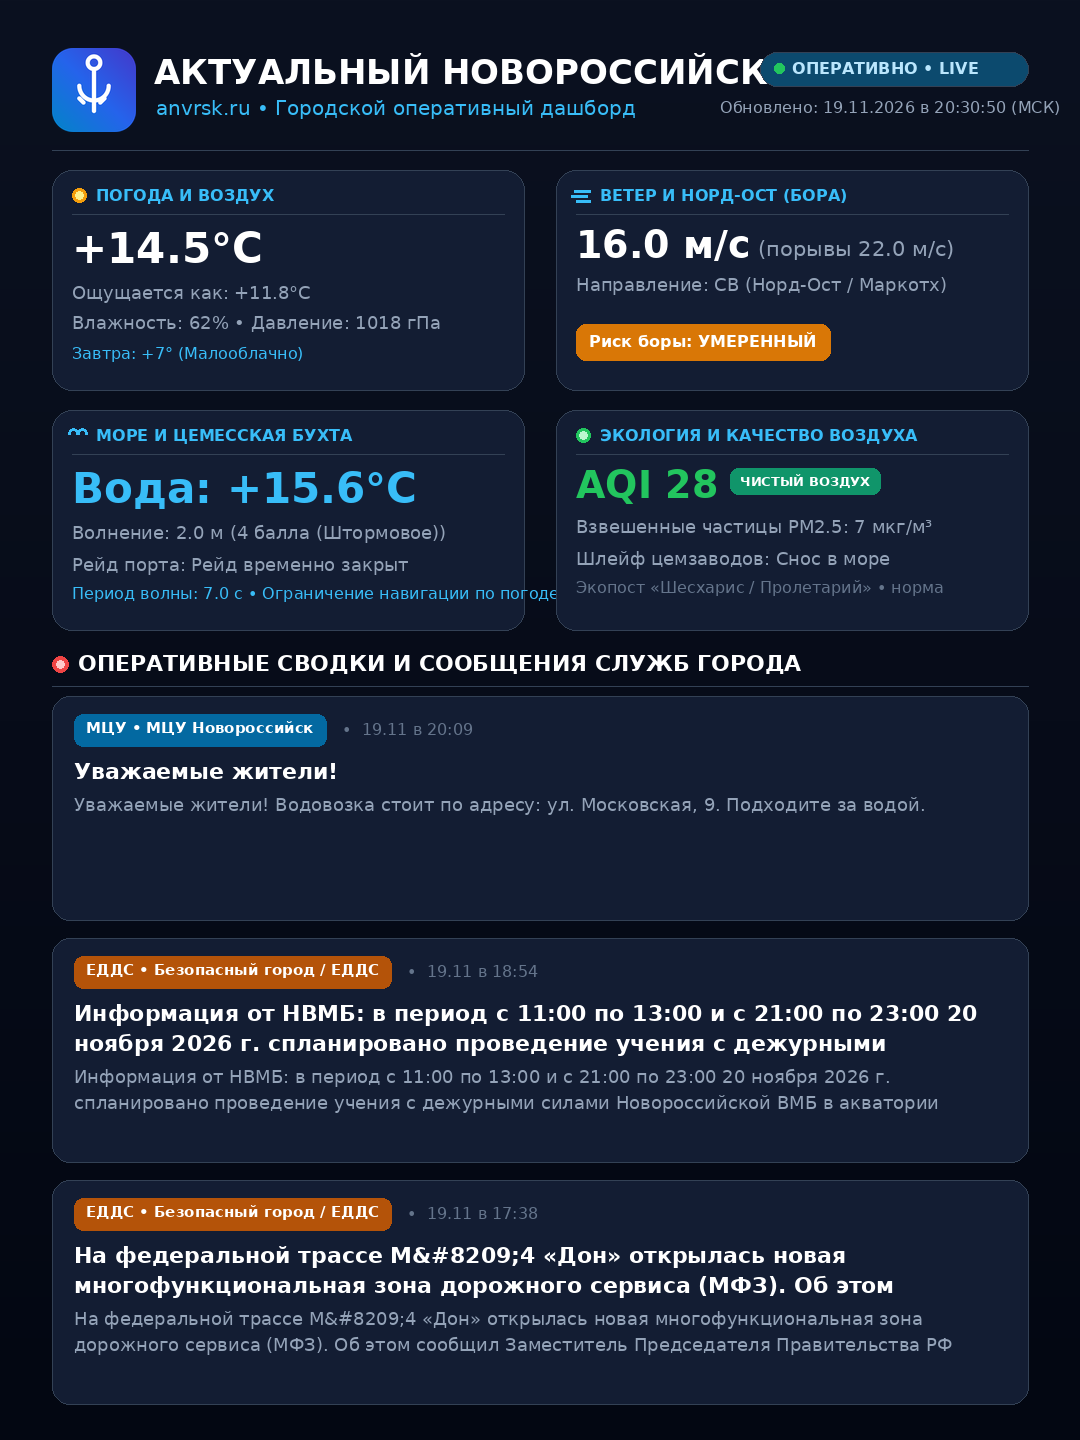 АКТУАЛЬНЫЙ НОВОРОССИЙСК
ОПЕРАТИВНО • LIVE
anvrsk.ru • Городской оперативный дашборд
Обновлено: 19.11.2026 в 20:30:50 (МСК)
ПОГОДА И ВОЗДУХ
+14.5°C
Ощущается как: +11.8°C
Влажность: 62% • Давление: 1018 гПа
Завтра: +7° (Малооблачно)
ВЕТЕР И НОРД-ОСТ (БОРА)
16.0 м/с (порывы 22.0 м/с)
Направление: СВ (Норд-Ост / Маркотх)
Риск боры: УМЕРЕННЫЙ
МОРЕ И ЦЕМЕССКАЯ БУХТА
Вода: +15.6°C
Волнение: 2.0 м (4 балла (Штормовое))
Рейд порта: Рейд временно закрыт
Период волны: 7.0 с • Ограничение навигации по погоде
ЭКОЛОГИЯ И КАЧЕСТВО ВОЗДУХА
AQI 28 ЧИСТЫЙ ВОЗДУХ
Взвешенные частицы PM2.5: 7 мкг/м³
Шлейф цемзаводов: Снос в море
Экопост «Шесхарис / Пролетарий» • норма
ОПЕРАТИВНЫЕ СВОДКИ И СООБЩЕНИЯ СЛУЖБ ГОРОДА
МЦУ • МЦУ Новороссийск • 19.11 в 20:09
Уважаемые жители!
Уважаемые жители! Водовозка стоит по адресу: ул. Московская, 9. Подходите за водой.
ЕДДС • Безопасный город / ЕДДС • 19.11 в 18:54
Информация от НВМБ: в период с 11:00 по 13:00 и с 21:00 по 23:00 20
ноября 2026 г. спланировано проведение учения с дежурными
Информация от НВМБ: в период с 11:00 по 13:00 и с 21:00 по 23:00 20 ноября 2026 г.
спланировано проведение учения с дежурными силами Новороссийской ВМБ в акватории
ЕДДС • Безопасный город / ЕДДС • 19.11 в 17:38
На федеральной трассе М&#8209;4 «Дон» открылась новая
многофункциональная зона дорожного сервиса (МФЗ). Об этом
На федеральной трассе М&#8209;4 «Дон» открылась новая многофункциональная зона
дорожного сервиса (МФЗ). Об этом сообщил Заместитель Председателя Правительства РФ